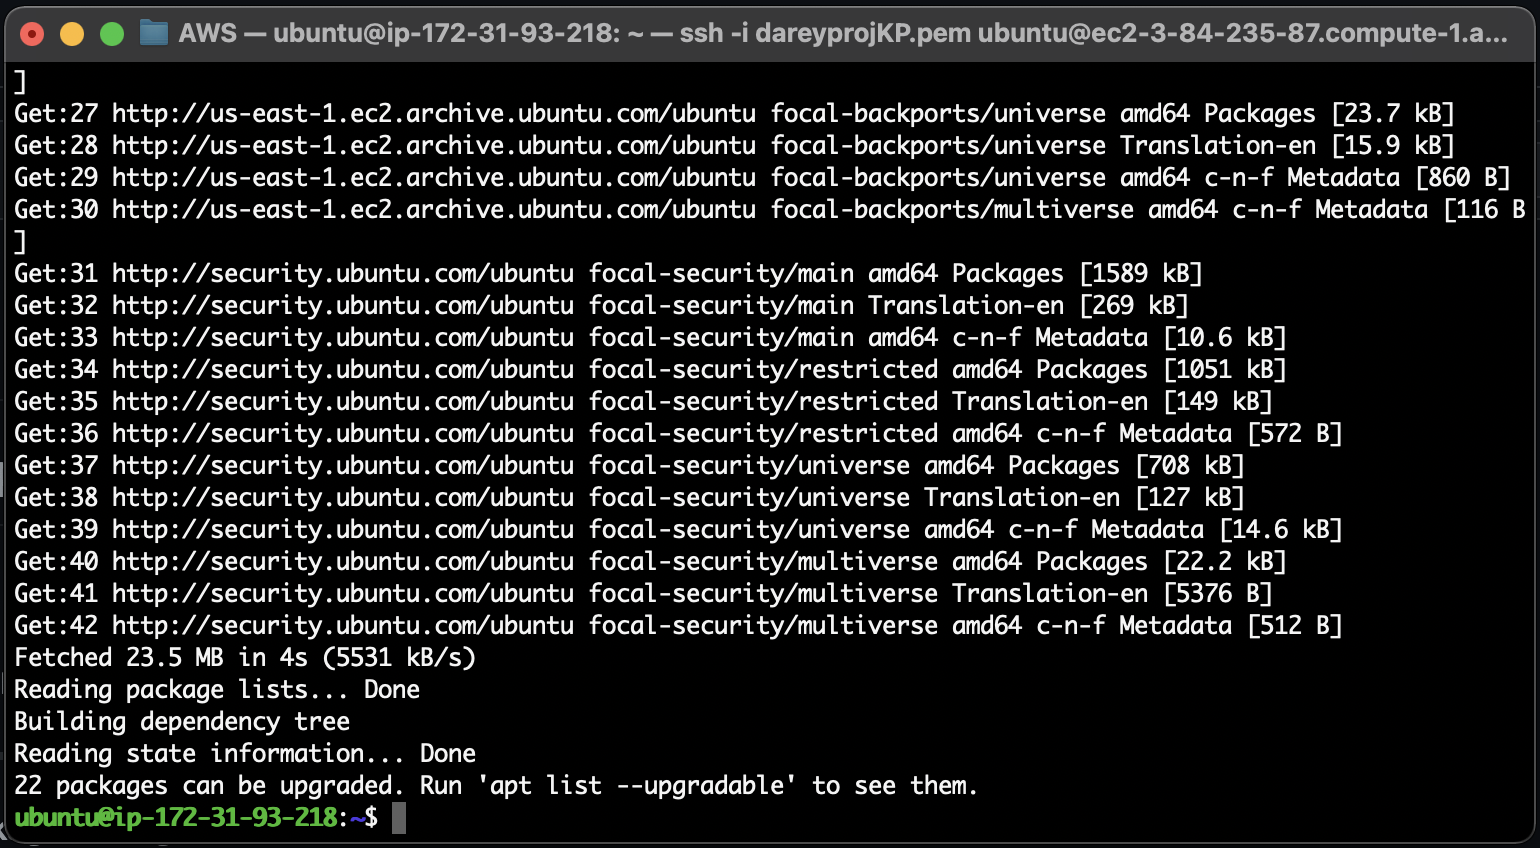 AWS — ubuntu@ip-172-31-93-218: ~ — ssh -i dareyprojKP.pem ubuntu@ec2-3-84-235-87.compute-1.a...
]
Get:27 http://us-east-1.ec2.archive.ubuntu.com/ubuntu focal-backports/universe amd64 Packages [23.7 kB]
Get:28 http://us-east-1.ec2.archive.ubuntu.com/ubuntu focal-backports/universe Translation-en [15.9 kB]
Get:29 http://us-east-1.ec2.archive.ubuntu.com/ubuntu focal-backports/universe amd64 c-n-f Metadata [860 B]
Get:30 http://us-east-1.ec2.archive.ubuntu.com/ubuntu focal-backports/multiverse amd64 c-n-f Metadata [116 B
]
Get:31 http://security.ubuntu.com/ubuntu focal-security/main amd64 Packages [1589 kB]
Get:32 http://security.ubuntu.com/ubuntu focal-security/main Translation-en [269 kB]
Get:33 http://security.ubuntu.com/ubuntu focal-security/main amd64 c-n-f Metadata [10.6 kB]
Get:34 http://security.ubuntu.com/ubuntu focal-security/restricted amd64 Packages [1051 kB]
Get:35 http://security.ubuntu.com/ubuntu focal-security/restricted Translation-en [149 kB]
Get:36 http://security.ubuntu.com/ubuntu focal-security/restricted amd64 c-n-f Metadata [572 B]
Get:37 http://security.ubuntu.com/ubuntu focal-security/universe amd64 Packages [708 kB]
Get:38 http://security.ubuntu.com/ubuntu focal-security/universe Translation-en [127 kB]
Get:39 http://security.ubuntu.com/ubuntu focal-security/universe amd64 c-n-f Metadata [14.6 kB]
Get:40 http://security.ubuntu.com/ubuntu focal-security/multiverse amd64 Packages [22.2 kB]
Get:41 http://security.ubuntu.com/ubuntu focal-security/multiverse Translation-en [5376 B]
Get:42 http://security.ubuntu.com/ubuntu focal-security/multiverse amd64 c-n-f Metadata [512 B]
Fetched 23.5 MB in 4s (5531 kB/s)
Reading package lists... Done
Building dependency tree
Reading state information... Done
22 packages can be upgraded. Run 'apt list --upgradable' to see them.
ubuntu@ip-172-31-93-218:~$